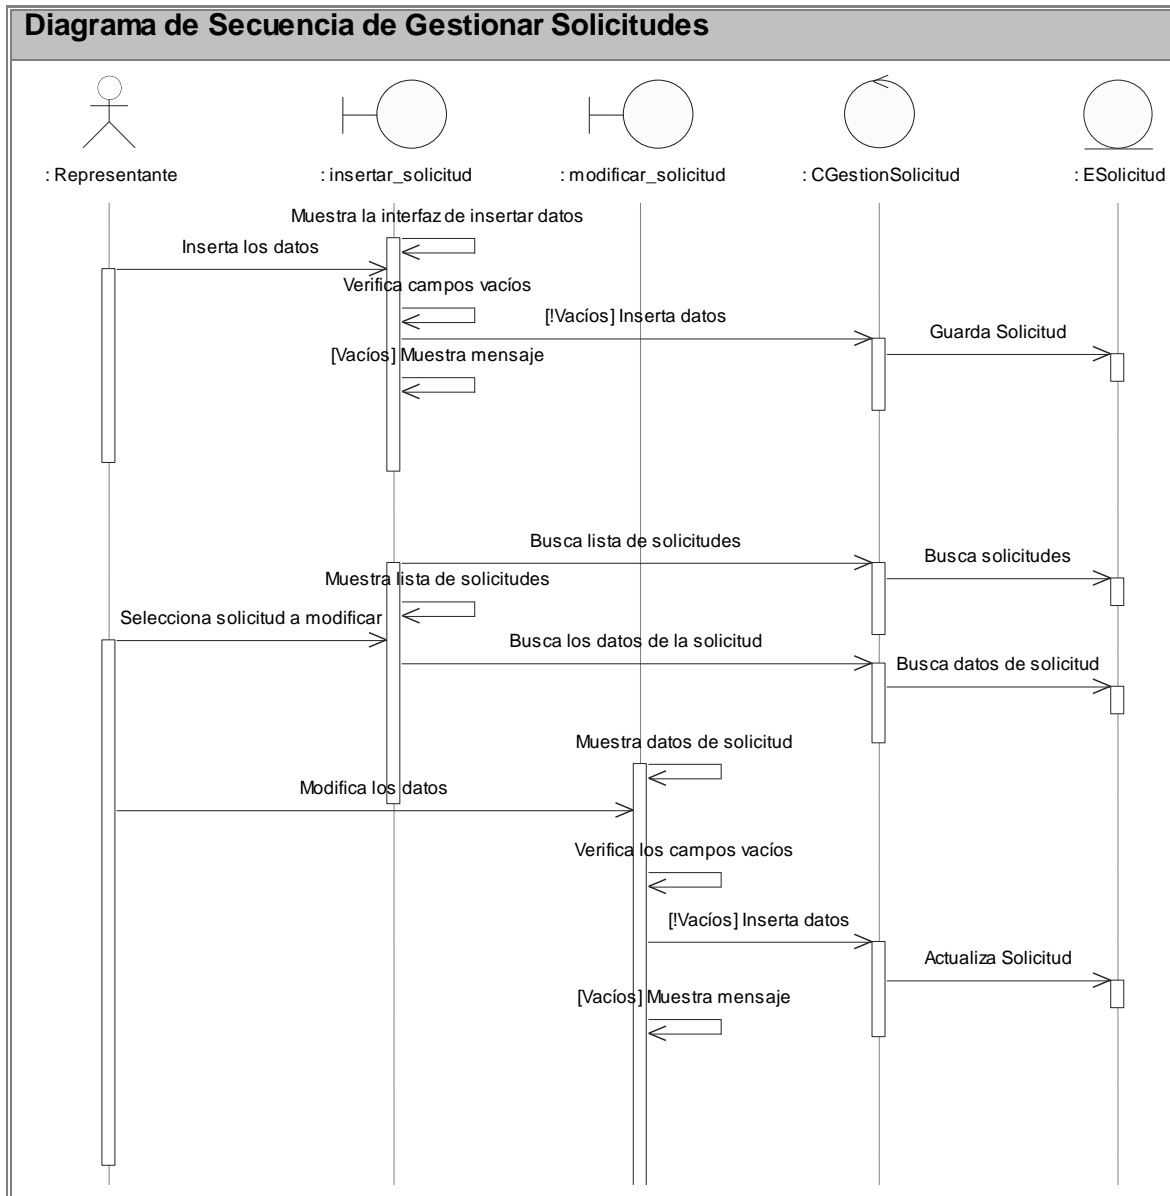 Diagrama de Secuencia de Gestionar Solicitudes
: Representante
: insertar_solicitud
: modificar_solicitud
: CGestionSolicitud
: ESolicitud
Muestra la interfaz de insertar datos
Inserta los datos
Verifica campos vacíos
[!Vacíos] Inserta datos
Guarda Solicitud
[Vacíos] Muestra mensaje
Busca lista de solicitudes
Busca solicitudes
Muestra lista de solicitudes
Selecciona solicitud a modificar
Busca los datos de la solicitud
Busca datos de solicitud
Muestra datos de solicitud
Modifica los datos
Verifica los campos vacíos
[!Vacíos] Inserta datos
Actualiza Solicitud
[Vacíos] Muestra mensaje